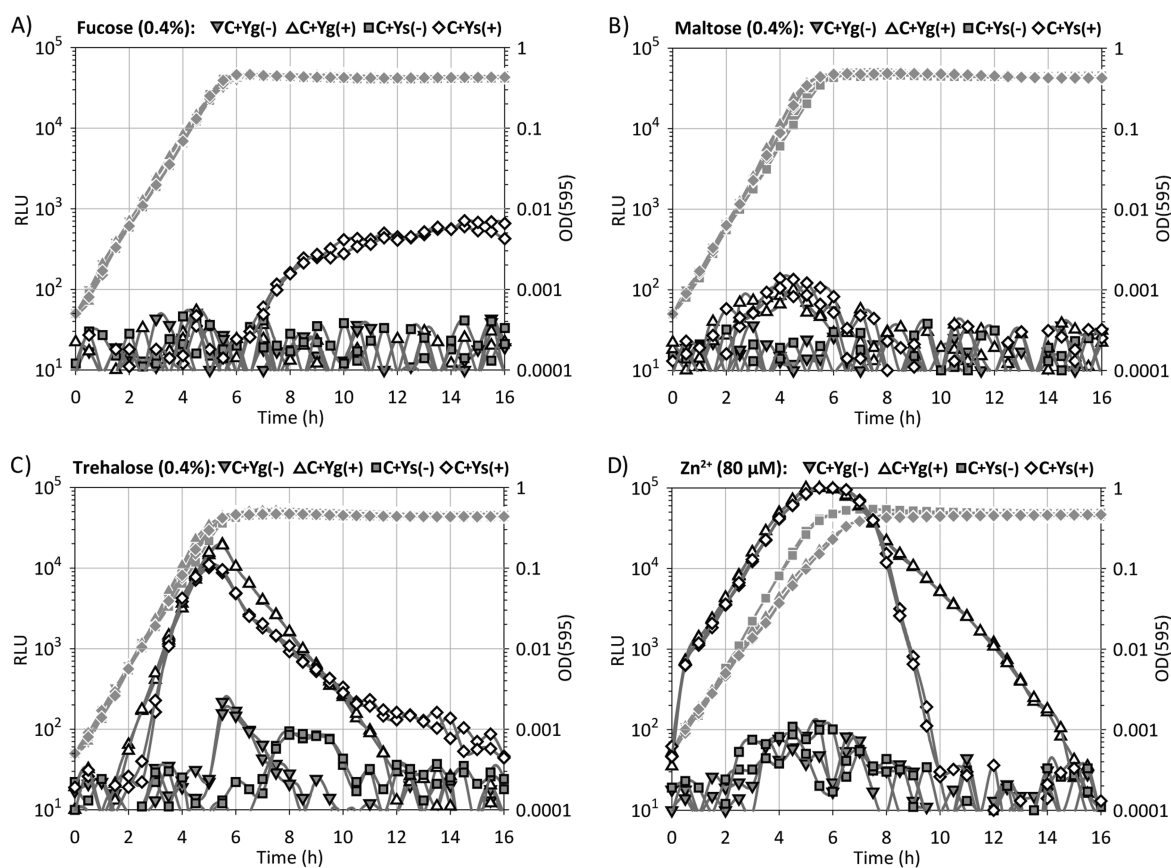 A) Fucose (0.4%): ▼C+Yg(-) △C+Yg(+) ■C+Ys(-) ◇C+Ys(+)
10⁵ 1
10⁴ 0.1
10³ 0.01
10² 0.001
10¹ 0.0001
RLU
OD(595)
0 2 4 6 8 10 12 14 16
Time (h)
B) Maltose (0.4%): ▼C+Yg(-) △C+Yg(+) ■C+Ys(-) ◇C+Ys(+)
10⁵ 1
10⁴ 0.1
10³ 0.01
10² 0.001
10¹ 0.0001
RLU
OD(595)
0 2 4 6 8 10 12 14 16
Time (h)
C) Trehalose (0.4%): ▼C+Yg(-) △C+Yg(+) ■C+Ys(-) ◇C+Ys(+)
10⁵ 1
10⁴ 0.1
10³ 0.01
10² 0.001
10¹ 0.0001
RLU
OD(595)
0 2 4 6 8 10 12 14 16
Time (h)
D) Zn²⁺ (80 µM): ▼C+Yg(-) △C+Yg(+) ■C+Ys(-) ◇C+Ys(+)
10⁵ 1
10⁴ 0.1
10³ 0.01
10² 0.001
10¹ 0.0001
RLU
OD(595)
0 2 4 6 8 10 12 14 16
Time (h)